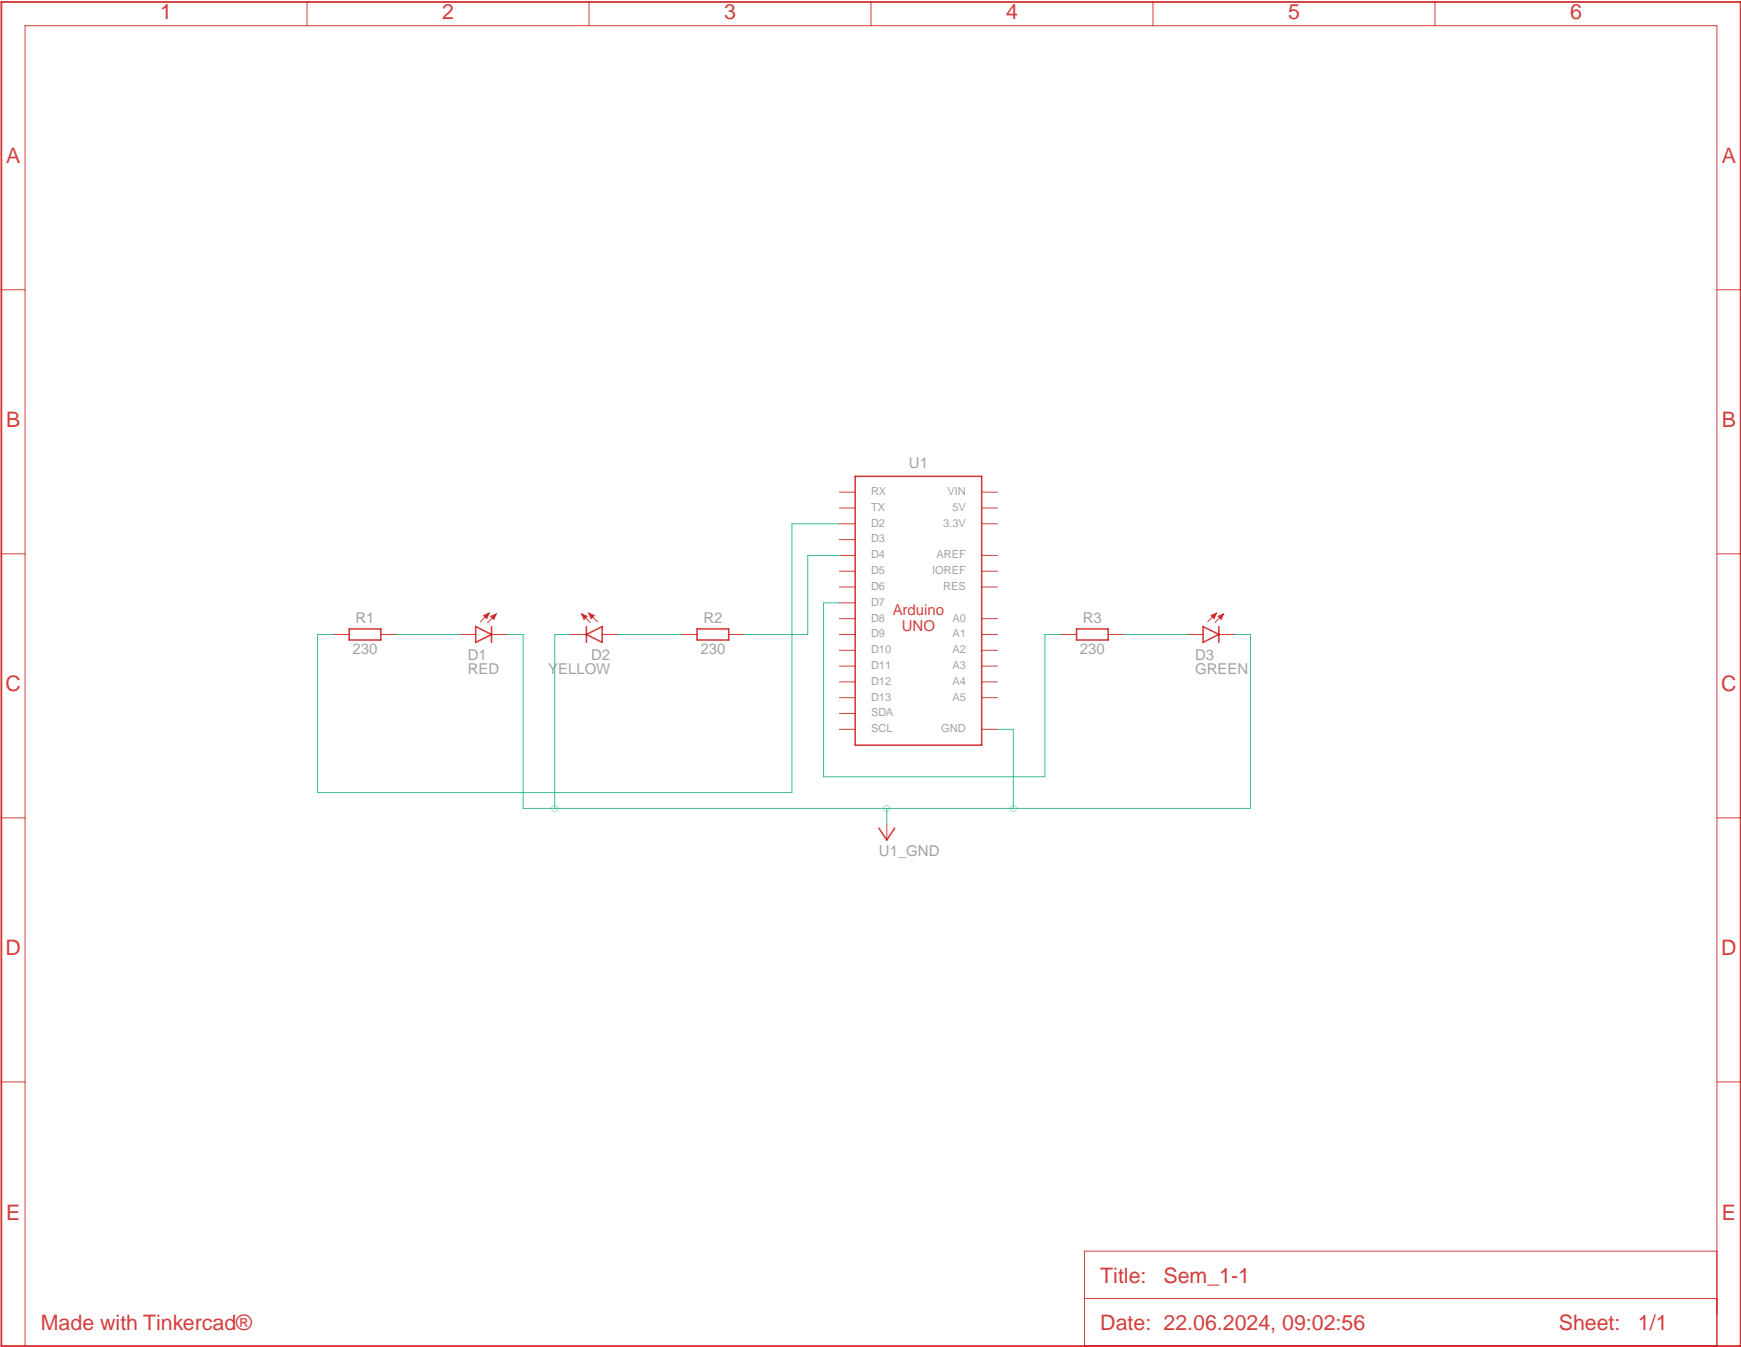 1 2 3 4 5 6
A A
B B
U1
RX VIN
TX 5V
D2 3.3V
D3
D4 AREF
D5 IOREF
D6 RES
D7
Arduino
UNO
D8 A0
D9 A1
D10 A2
D11 A3
D12 A4
D13 A5
SDA
SCL GND
R1
230
D1
RED
D2
YELLOW
R2
230
R3
230
D3
GREEN
C C
U1_GND
D D
E E
Title: Sem_1-1
Made with Tinkercad®
Date: 22.06.2024, 09:02:56 Sheet: 1/1